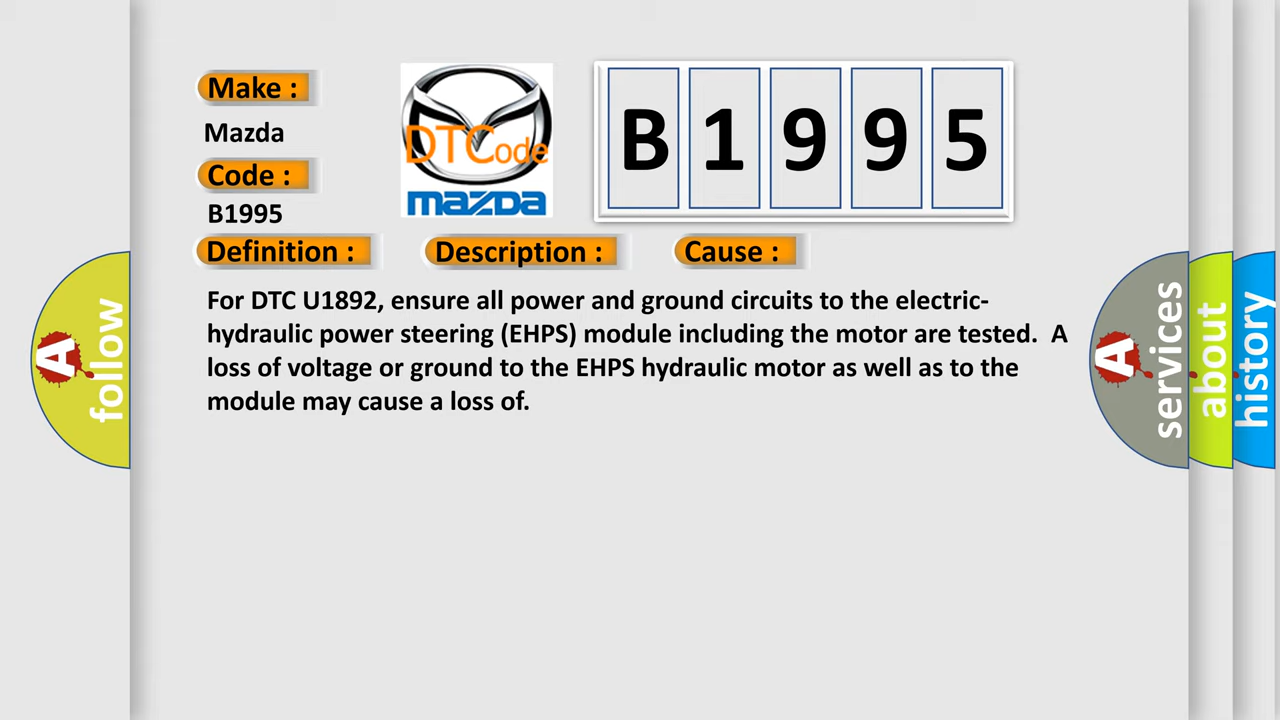 Make :
Mazda
Code :
B1995
DTCode
mazda
B 1 9 9 5
Definition :
Description :
Cause :
For DTC U1892, ensure all power and ground circuits to the electric-
hydraulic power steering (EHPS) module including the motor are tested  A
loss of voltage or ground to the EHPS hydraulic motor as well as to the
module may cause a loss of.
A
follow
A
services
about
history